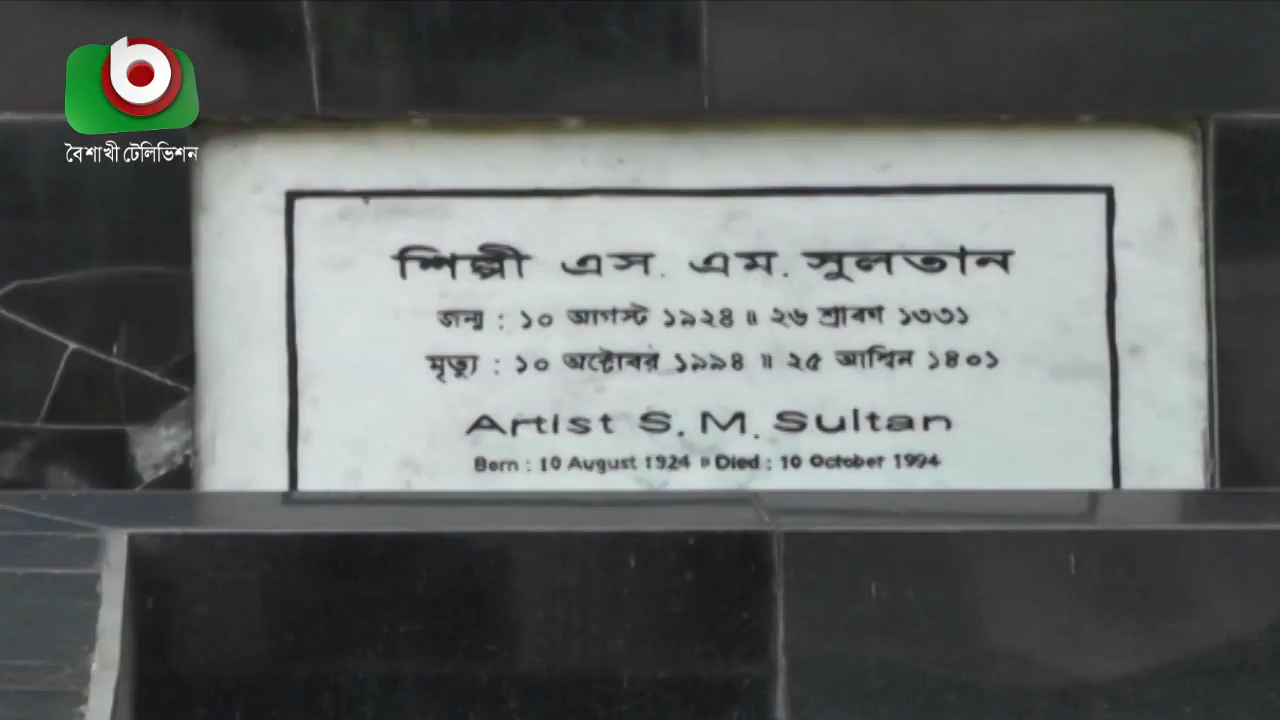 বৈশাখী টেলিভিশন
শিল্পী এস. এম. সুলতান
জন্ম : ১০ আগস্ট ১৯২৪ ॥ ২৬ শ্রাবণ ১৩৩১
মৃত্যু : ১০ অক্টোবর ১৯৯৪ ॥ ২৫ আশ্বিন ১৪০১
Artist S. M. Sultan
Born : 10 August 1924 ॥ Died : 10 October 1994